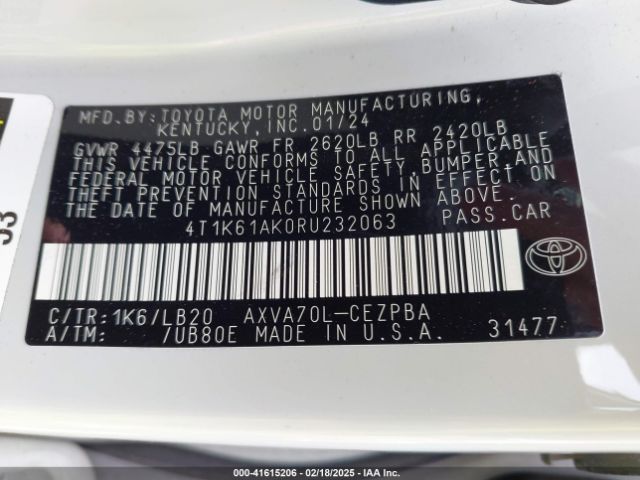 MFD.BY: TOYOTA MOTOR MANUFACTURING,
KENTUCKY, INC. 01/24
GVWR 4475LB GAWR FR 2620LB RR 2420LB
THIS VEHICLE CONFORMS TO ALL APPLICABLE
FEDERAL MOTOR VEHICLE SAFETY, BUMPER, AND
THEFT PREVENTION STANDARDS IN EFFECT ON
THE DATE OF MANUFACTURE SHOWN ABOVE.
4T1K61AK0RU232063 PASS.CAR
C/TR: 1K6/LB20 AXVA70L-CEZPBA
A/TM: /UB80E MADE IN U.S.A. 31477
93
000-41615206 - 02/18/2025 - IAA Inc.